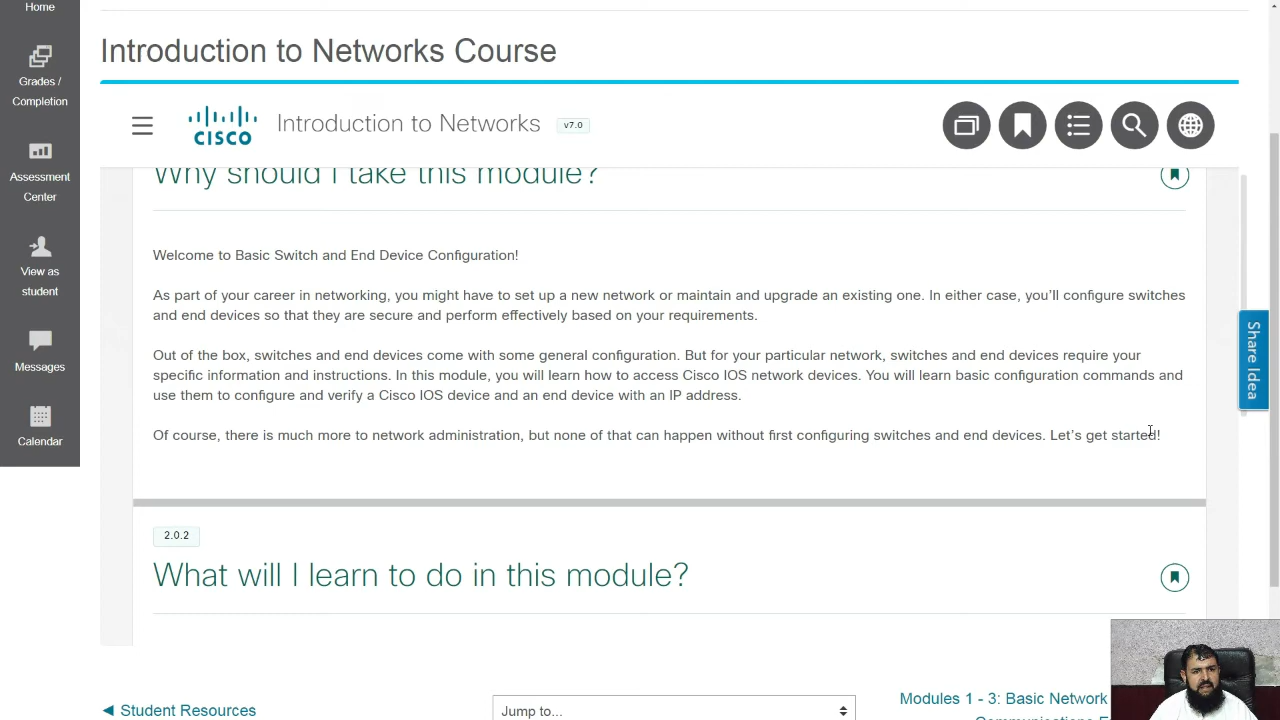 Home
Grades /
Completion
Assessment
Center
View as
student
Messages
Calendar
Introduction to Networks Course
CISCO
Introduction to Networks
v7.0
Why should I take this module?
Welcome to Basic Switch and End Device Configuration!
As part of your career in networking, you might have to set up a new network or maintain and upgrade an existing one. In either case, you’ll configure switches
and end devices so that they are secure and perform effectively based on your requirements.
Out of the box, switches and end devices come with some general configuration. But for your particular network, switches and end devices require your
specific information and instructions. In this module, you will learn how to access Cisco IOS network devices. You will learn basic configuration commands and
use them to configure and verify a Cisco IOS device and an end device with an IP address.
Of course, there is much more to network administration, but none of that can happen without first configuring switches and end devices. Let’s get started!
Share Idea
2.0.2
What will I learn to do in this module?
◄ Student Resources
Jump to...
Modules 1 - 3: Basic Network